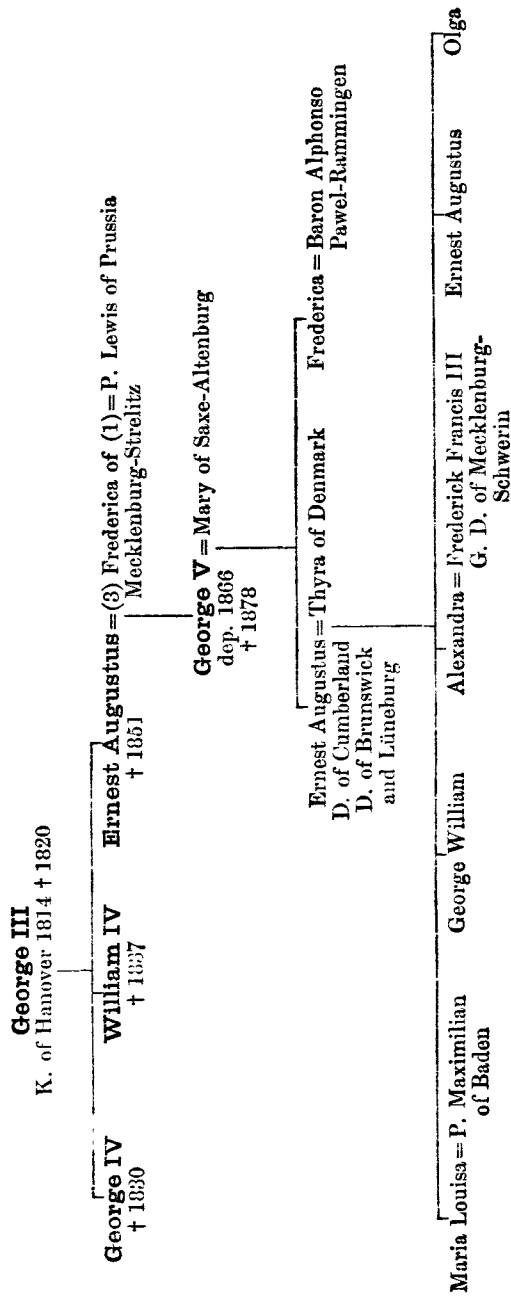 George III
K. of Hanover 1814 † 1820
George IV
† 1830
William IV
† 1837
Ernest Augustus = (3) Frederica of (1) = P. Lewis of Prussia
† 1851
Mecklenburg-Strelitz
George V = Mary of Saxe-Altenburg
dep. 1866
† 1878
Ernest Augustus = Thyra of Denmark
D. of Cumberland
D. of Brunswick
and Lüneburg
Frederica = Baron Alphonso
Pawel-Rammingen
Maria Louisa = P. Maximilian
of Baden
George William
Alexandra = Frederick Francis III
G. D. of Mecklenburg-
Schwerin
Ernest Augustus
Olga